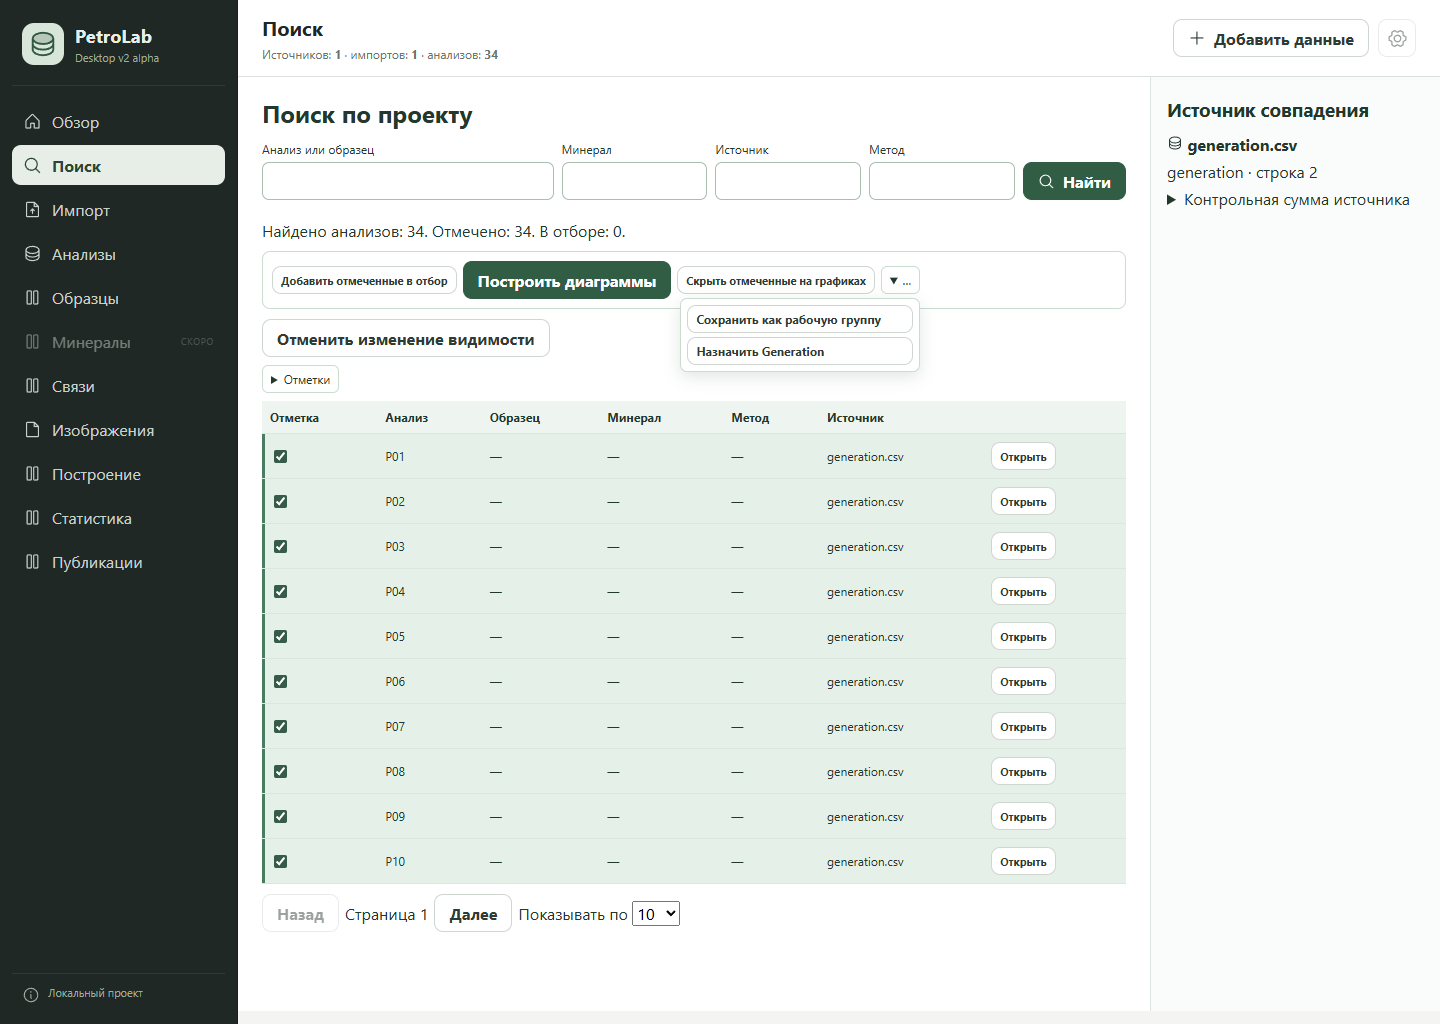 PetroLab
Desktop v2 alpha
Обзор
Поиск
Импорт
Анализы
Образцы
Минералы СКОРО
Связи
Изображения
Построение
Статистика
Публикации
Локальный проект
Поиск
Источников: 1 · импортов: 1 · анализов: 34
Добавить данные
Поиск по проекту
Анализ или образец Минерал Источник Метод
Найти
Найдено анализов: 34. Отмечено: 34. В отборе: 0.
Добавить отмеченные в отбор Построить диаграммы Скрыть отмеченные на графиках ▼ ...
Сохранить как рабочую группу
Назначить Generation
Отменить изменение видимости
▶ Отметки
Отметка Анализ Образец Минерал Метод Источник
P01 — — — generation.csv Открыть
P02 — — — generation.csv Открыть
P03 — — — generation.csv Открыть
P04 — — — generation.csv Открыть
P05 — — — generation.csv Открыть
P06 — — — generation.csv Открыть
P07 — — — generation.csv Открыть
P08 — — — generation.csv Открыть
P09 — — — generation.csv Открыть
P10 — — — generation.csv Открыть
Назад Страница 1 Далее Показывать по 10
Источник совпадения
generation.csv
generation · строка 2
▶ Контрольная сумма источника